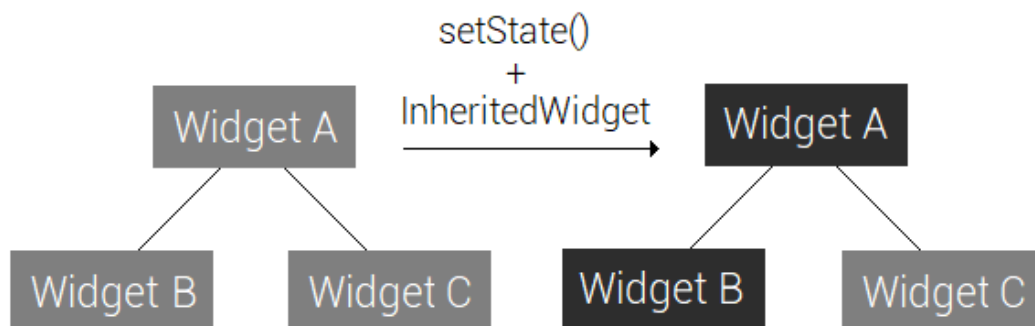 setState()
+
InheritedWidget
Widget A
Widget B
Widget C
Widget A
Widget B
Widget C